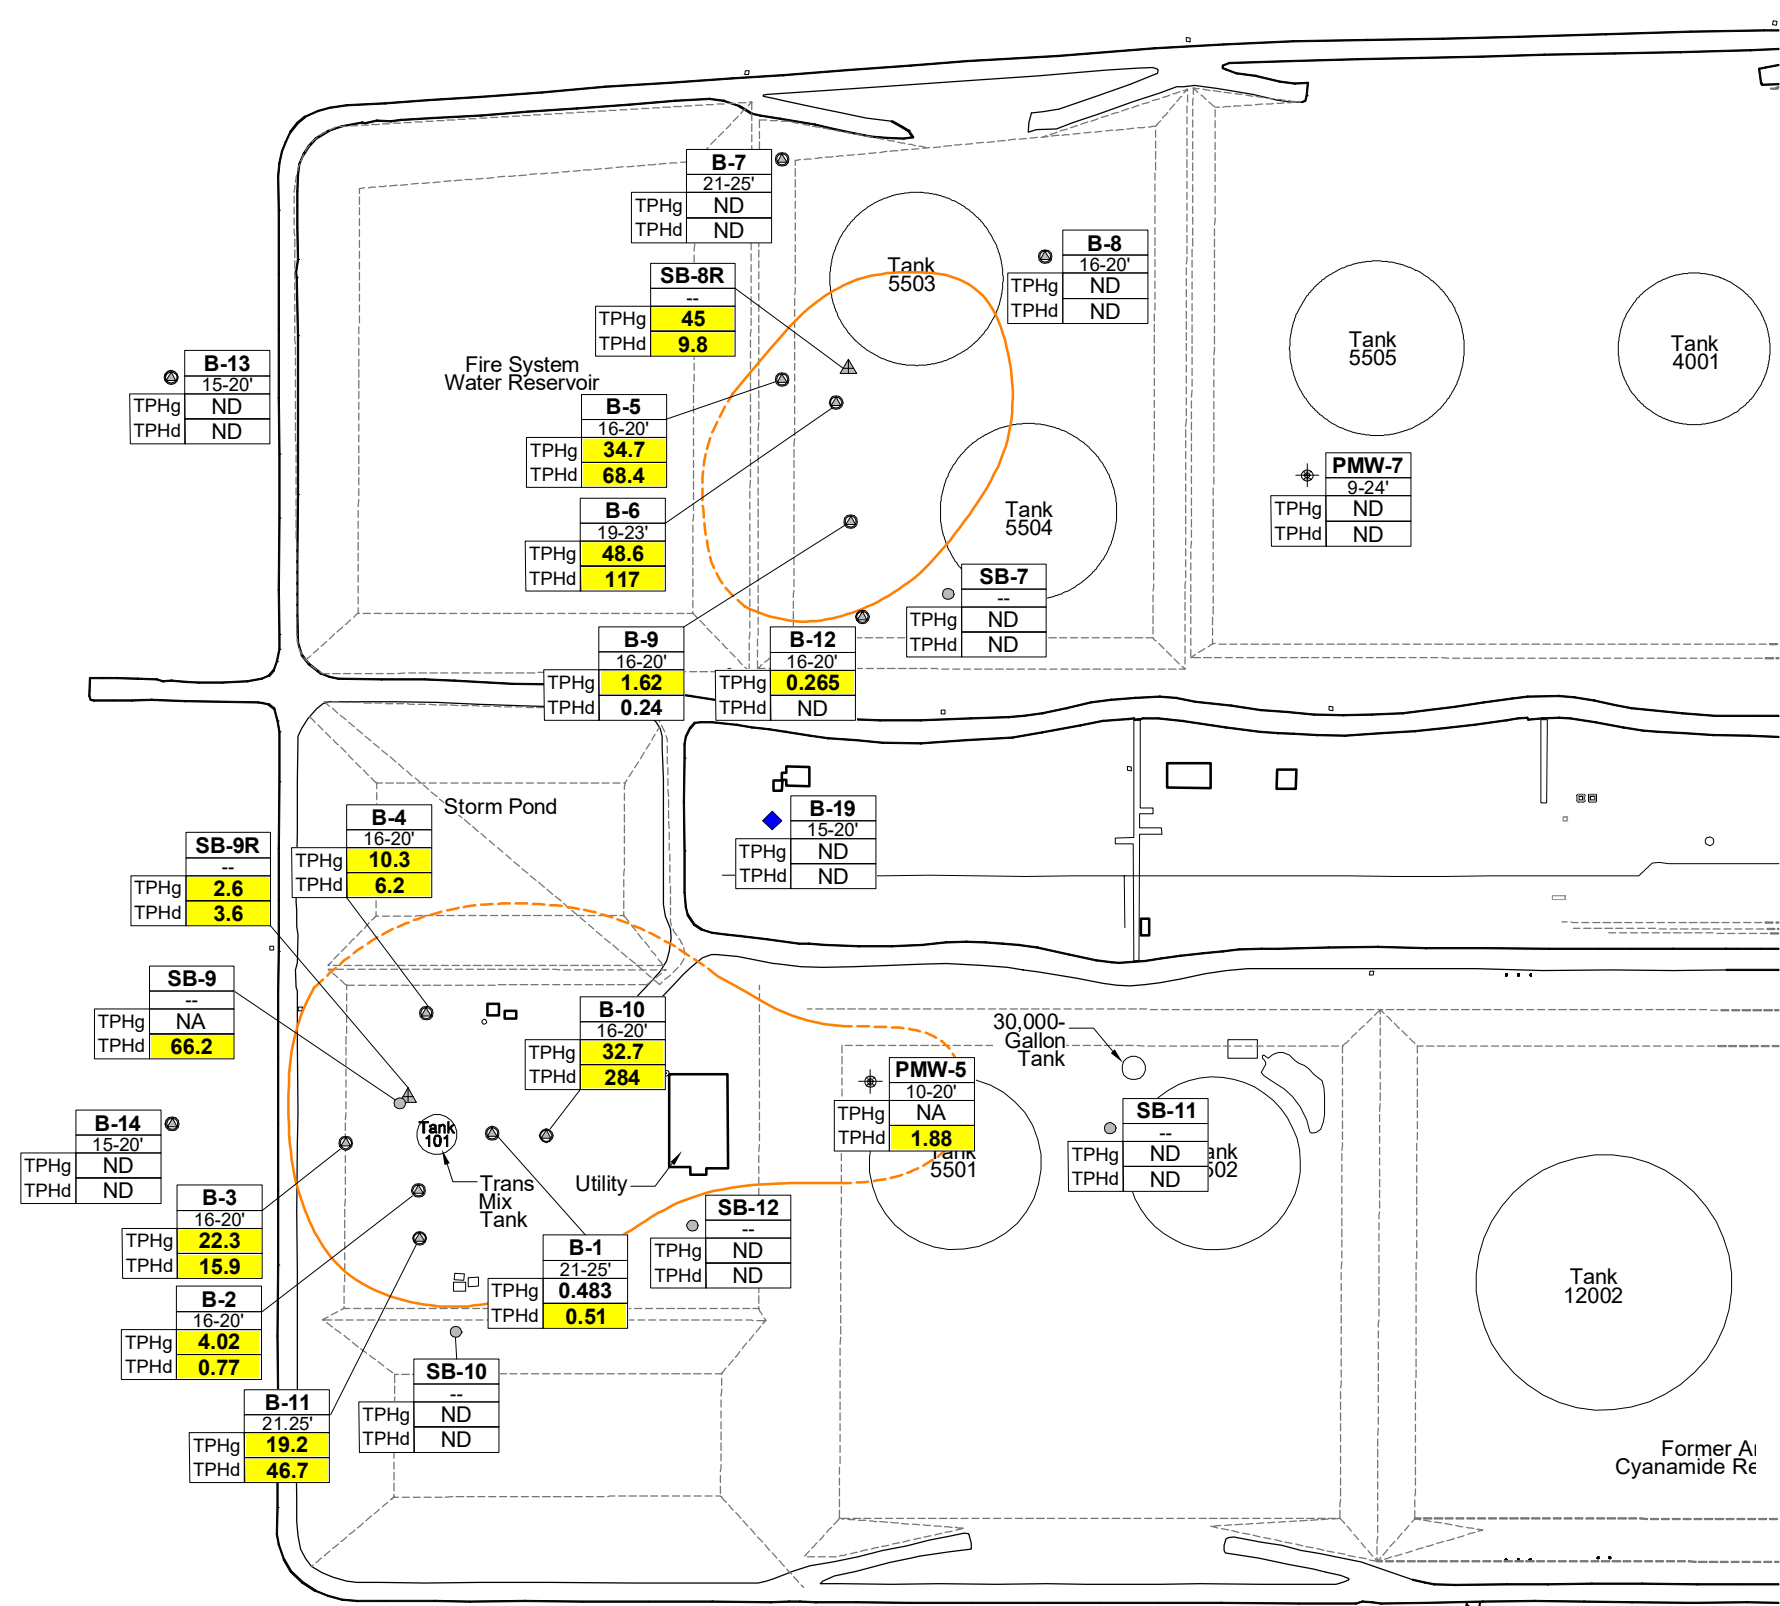 B-7
21-25'
TPHg ND
TPHd ND
B-8
16-20'
TPHg ND
TPHd ND
Tank
5503
SB-8R
--
TPHg 45
TPHd 9.8
Tank
5505
Tank
4001
B-13
15-20'
TPHg ND
TPHd ND
Fire System
Water Reservoir
B-5
16-20'
TPHg 34.7
TPHd 68.4
PMW-7
9-24'
TPHg ND
TPHd ND
B-6
19-23'
TPHg 48.6
TPHd 117
Tank
5504
SB-7
--
TPHg ND
TPHd ND
B-9
16-20'
TPHg 1.62
TPHd 0.24
B-12
16-20'
TPHg 0.265
TPHd ND
Storm Pond
B-19
15-20'
TPHg ND
TPHd ND
B-4
16-20'
TPHg 10.3
TPHd 6.2
SB-9R
--
TPHg 2.6
TPHd 3.6
SB-9
--
TPHg NA
TPHd 66.2
B-10
16-20'
TPHg 32.7
TPHd 284
30,000-
Gallon
Tank
PMW-5
10-20'
TPHg NA
TPHd 1.88
Tank
5501
SB-11
--
TPHg ND
TPHd ND
ank
502
B-14
15-20'
TPHg ND
TPHd ND
Tank
101
Trans
Mix
Tank
Utility
B-3
16-20'
TPHg 22.3
TPHd 15.9
SB-12
--
TPHg ND
TPHd ND
B-1
21-25'
TPHg 0.483
TPHd 0.51
B-2
16-20'
TPHg 4.02
TPHd 0.77
Tank
12002
SB-10
--
TPHg ND
TPHd ND
B-11
21.25'
TPHg 19.2
TPHd 46.7
Former
Cyanamide